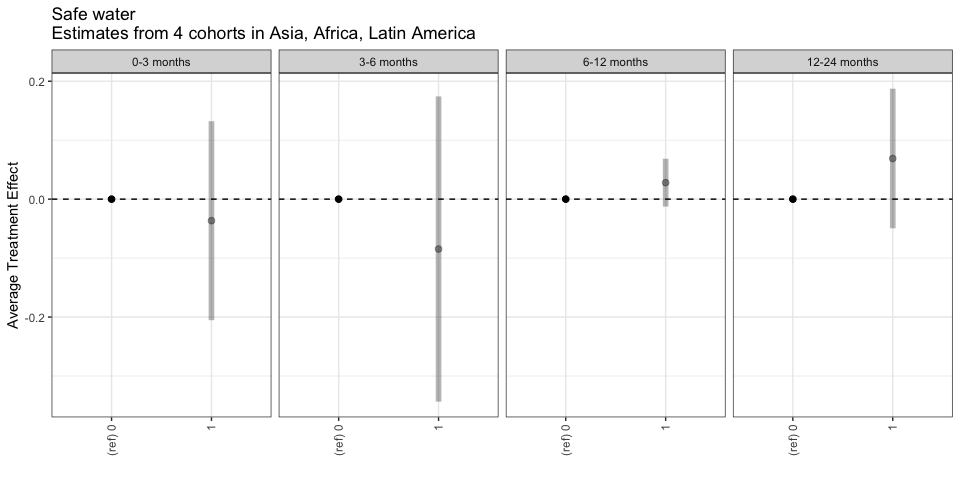 Safe water
Estimates from 4 cohorts in Asia, Africa, Latin America
0-3 months
3-6 months
6-12 months
12-24 months
Average Treatment Effect
0.2
0.0
-0.2
(ref) 0
1
(ref) 0
1
(ref) 0
1
(ref) 0
1